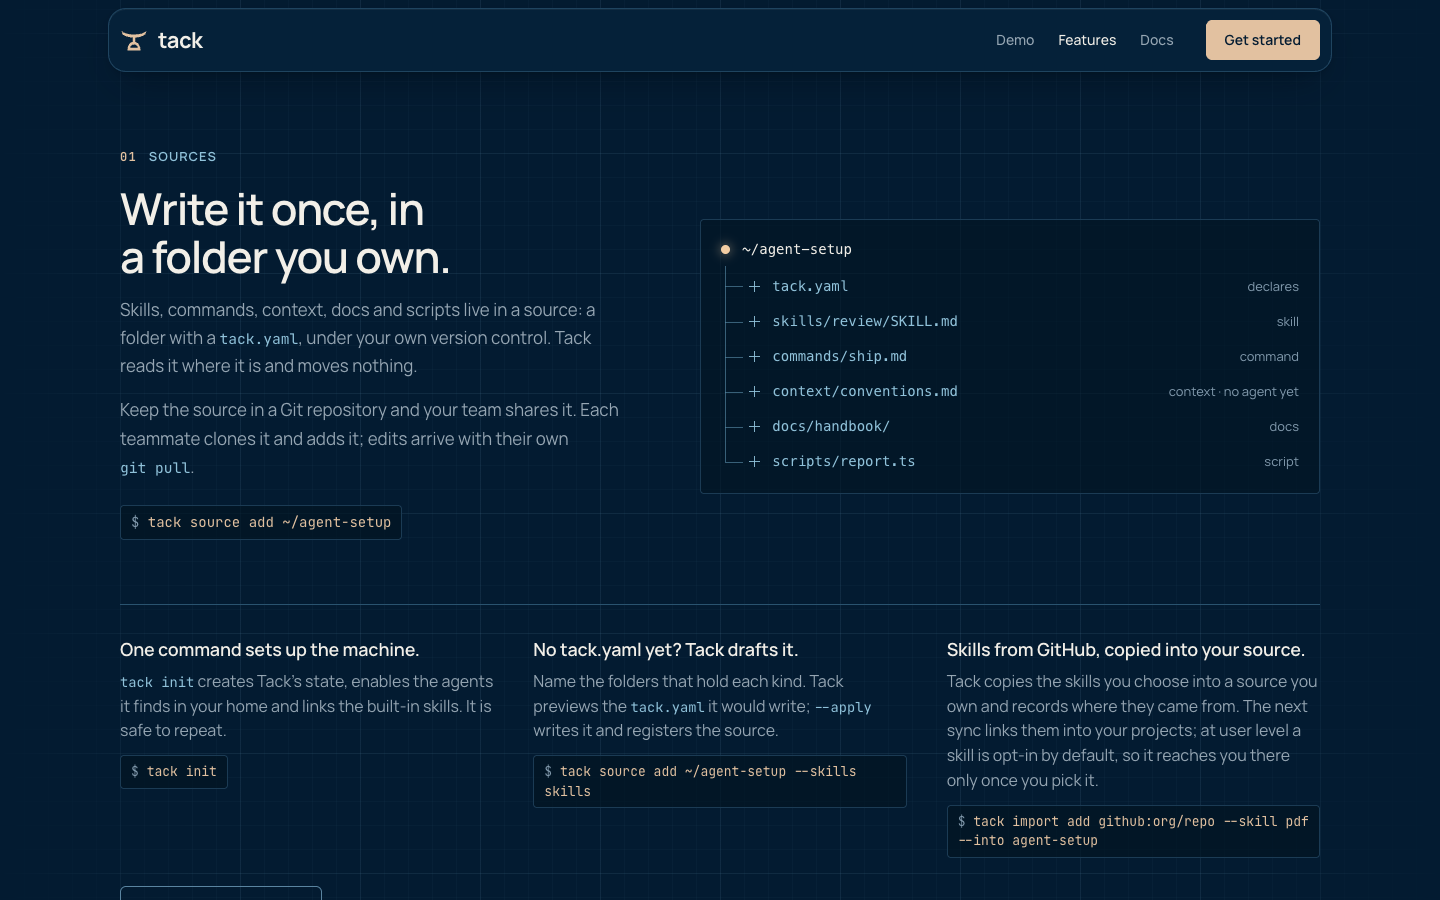 tack
Demo
Features
Docs
Get started
01 SOURCES
Write it once, in
a folder you own.
Skills, commands, context, docs and scripts live in a source: a
folder with a tack.yaml, under your own version control. Tack
reads it where it is and moves nothing.
Keep the source in a Git repository and your team shares it. Each
teammate clones it and adds it; edits arrive with their own
git pull.
$ tack source add ~/agent-setup
~/agent-setup
tack.yaml declares
skills/review/SKILL.md skill
commands/ship.md command
context/conventions.md context · no agent yet
docs/handbook/ docs
scripts/report.ts script
One command sets up the machine.
tack init creates Tack's state, enables the agents
it finds in your home and links the built-in skills. It is
safe to repeat.
$ tack init
No tack.yaml yet? Tack drafts it.
Name the folders that hold each kind. Tack
previews the tack.yaml it would write; --apply
writes it and registers the source.
$ tack source add ~/agent-setup --skills
skills
Skills from GitHub, copied into your source.
Tack copies the skills you choose into a source you
own and records where they came from. The next
sync links them into your projects; at user level a
skill is opt-in by default, so it reaches you there
only once you pick it.
$ tack import add github:org/repo --skill pdf
--into agent-setup